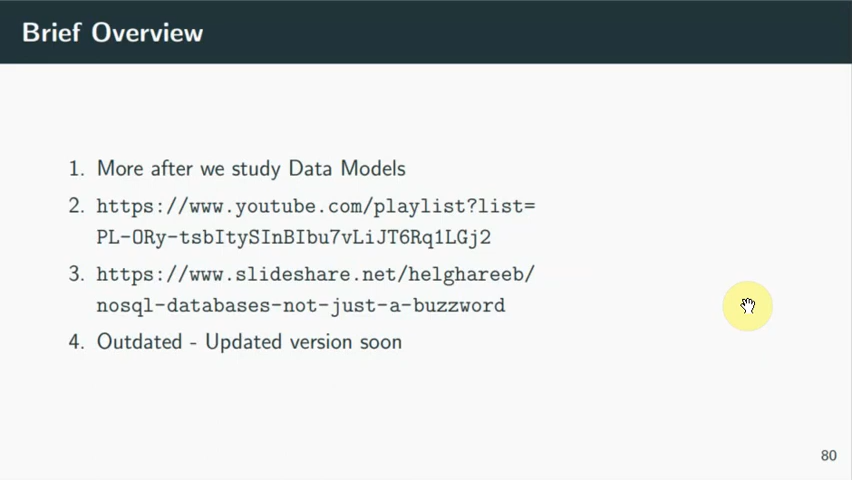 Brief Overview
1. More after we study Data Models
2. https://www.youtube.com/playlist?list=
PL-0Ry-tsbItySInBIbu7vLiJT6Rq1LGj2
3. https://www.slideshare.net/helghareeb/
nosql-databases-not-just-a-buzzword
4. Outdated - Updated version soon
80